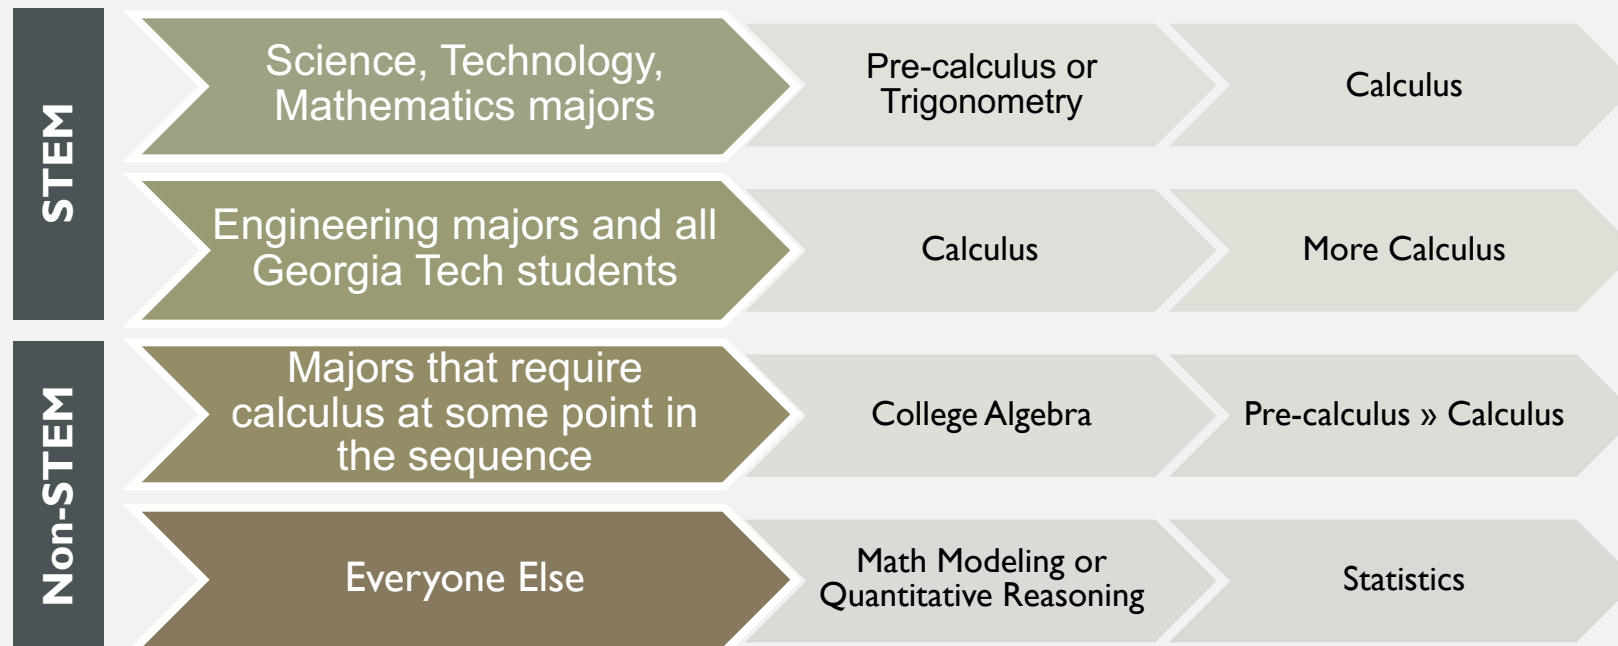 STEM
Science, Technology,
Mathematics majors
Pre-calculus or
Trigonometry
Calculus
Engineering majors and all
Georgia Tech students
Calculus
More Calculus
Non-STEM
Majors that require
calculus at some point in
the sequence
College Algebra
Pre-calculus » Calculus
Everyone Else
Math Modeling or
Quantitative Reasoning
Statistics